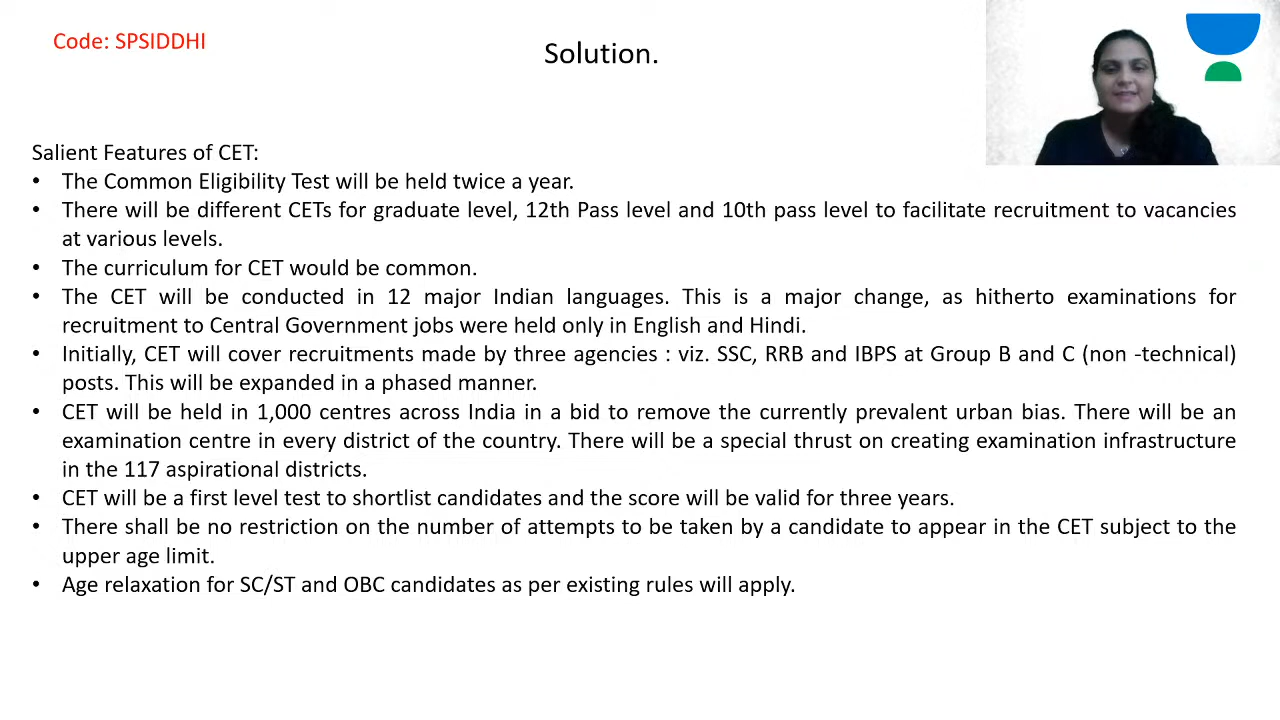 Code: SPSIDDHI
Solution.
Salient Features of CET:
• The Common Eligibility Test will be held twice a year.
• There will be different CETs for graduate level, 12th Pass level and 10th pass level to facilitate recruitment to vacancies
at various levels.
• The curriculum for CET would be common.
• The CET will be conducted in 12 major Indian languages. This is a major change, as hitherto examinations for
recruitment to Central Government jobs were held only in English and Hindi.
• Initially, CET will cover recruitments made by three agencies : viz. SSC, RRB and IBPS at Group B and C (non -technical)
posts. This will be expanded in a phased manner.
• CET will be held in 1,000 centres across India in a bid to remove the currently prevalent urban bias. There will be an
examination centre in every district of the country. There will be a special thrust on creating examination infrastructure
in the 117 aspirational districts.
• CET will be a first level test to shortlist candidates and the score will be valid for three years.
• There shall be no restriction on the number of attempts to be taken by a candidate to appear in the CET subject to the
upper age limit.
• Age relaxation for SC/ST and OBC candidates as per existing rules will apply.